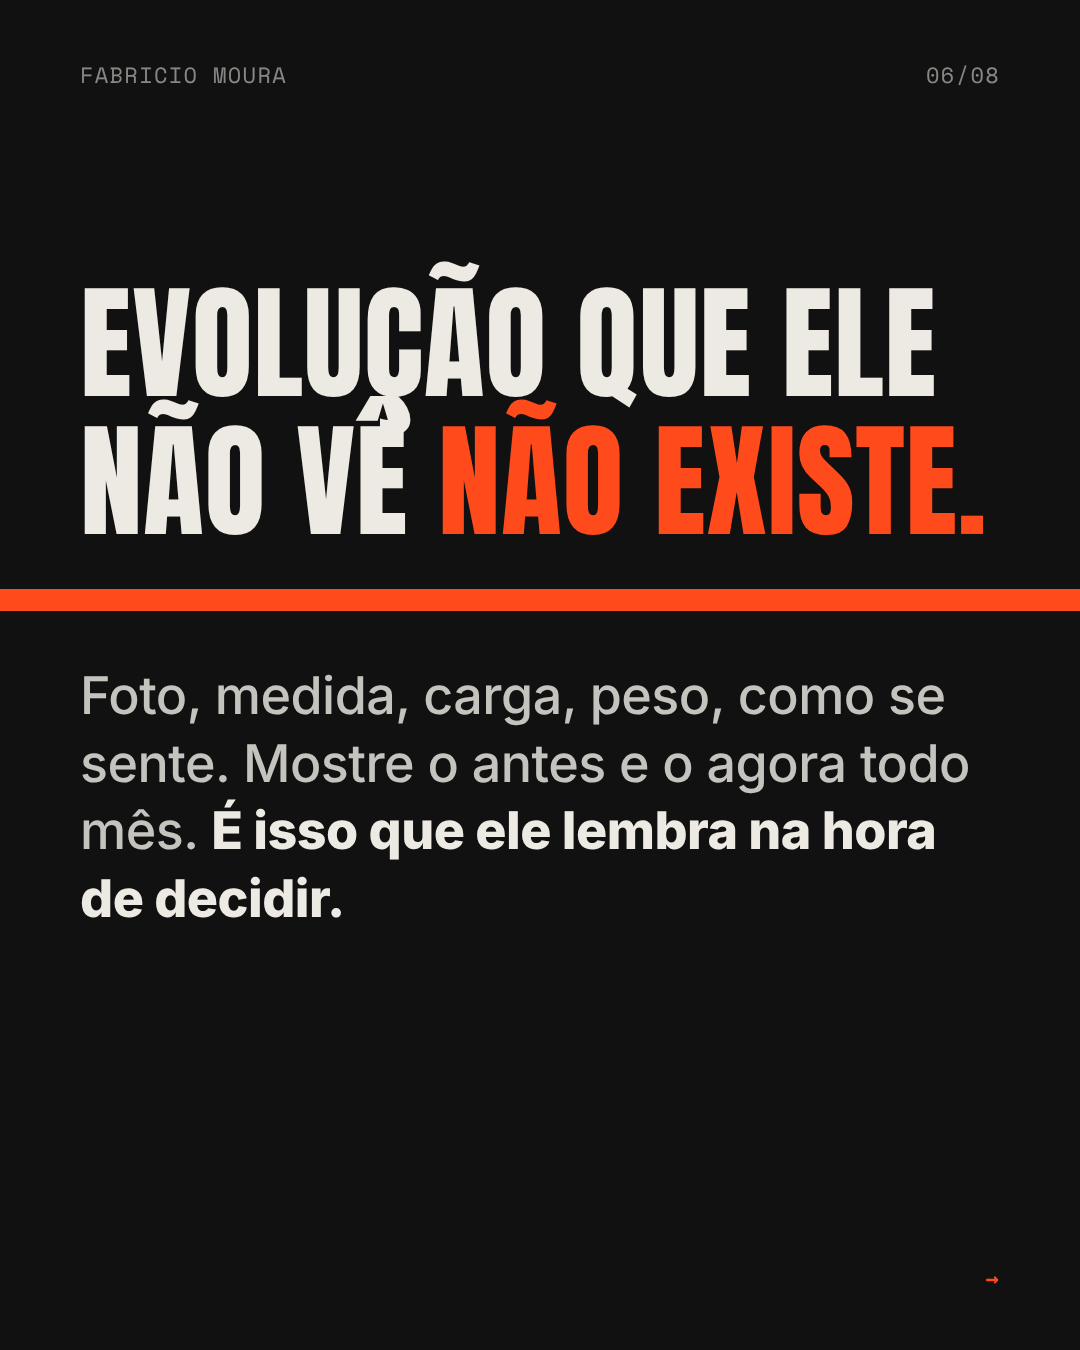 FABRICIO MOURA
06/08
EVOLUÇÃO QUE ELE
NÃO VÊ NÃO EXISTE.
Foto, medida, carga, peso, como se
sente. Mostre o antes e o agora todo
mês. É isso que ele lembra na hora
de decidir.
→